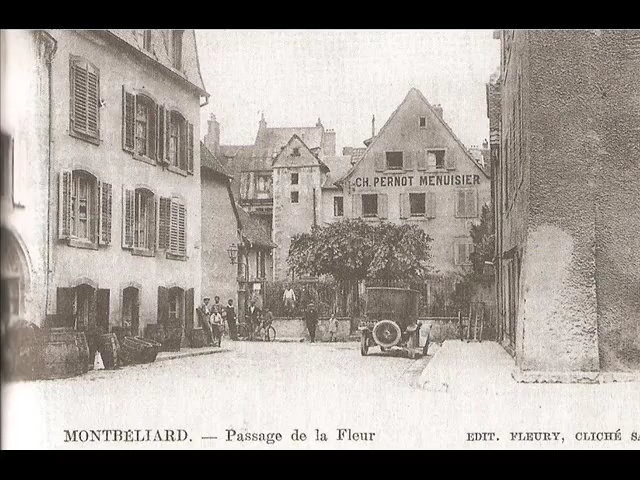 CH. PERNOT MENUISIER
MONTBÉLIARD. — Passage de la Fleur
EDIT. FLEURY, CLICHÉ